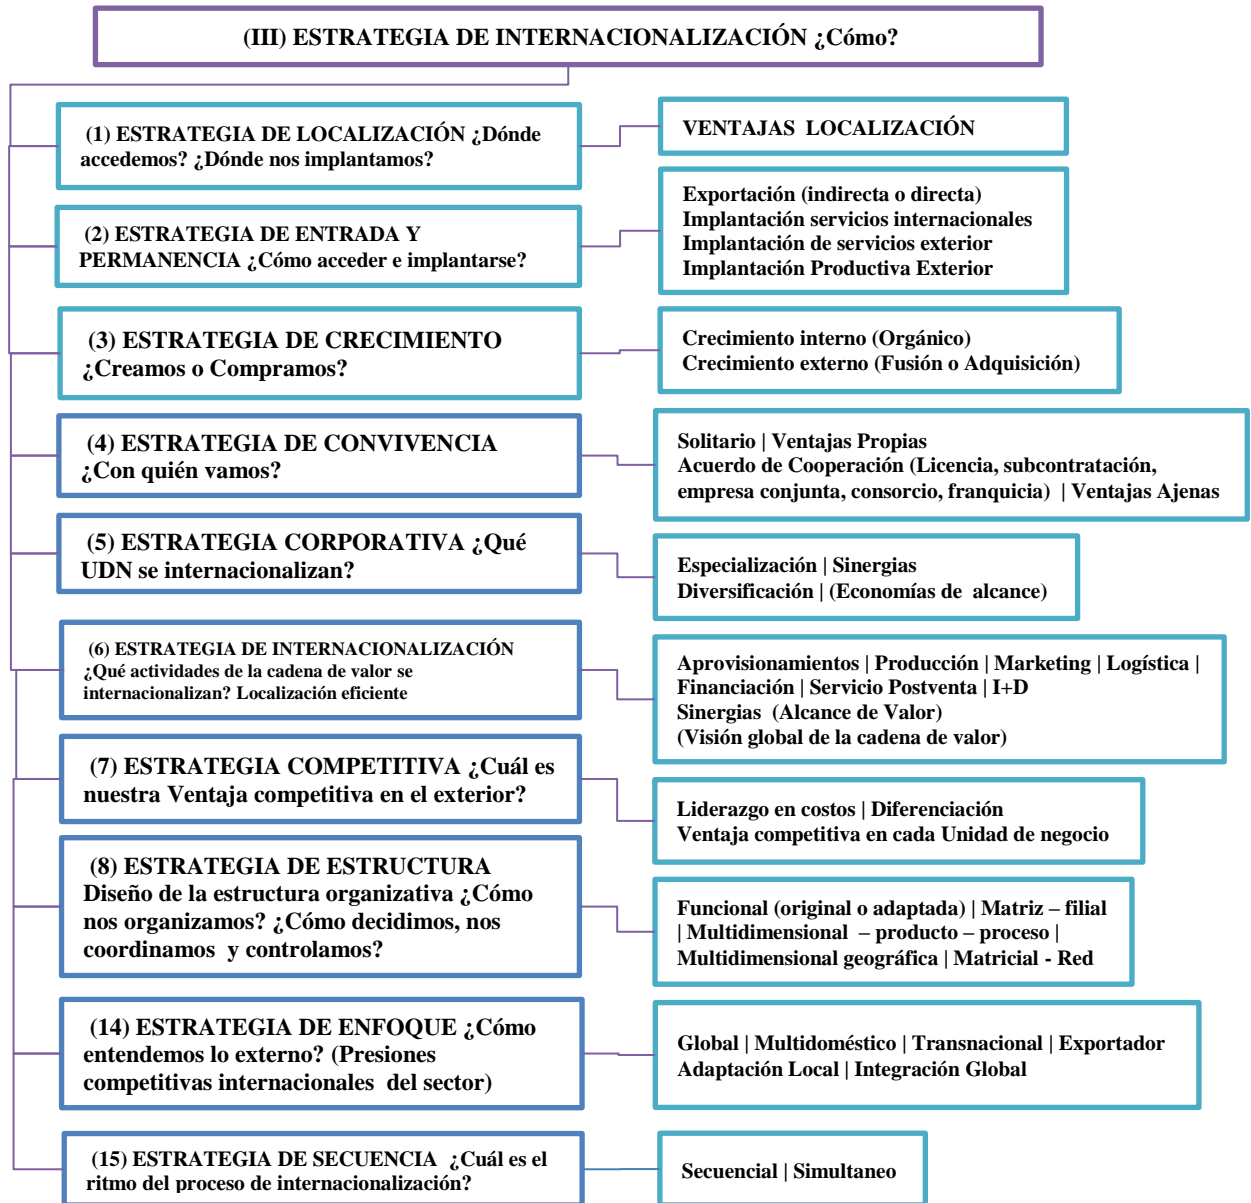 (III) ESTRATEGIA DE INTERNACIONALIZACIÓN ¿Cómo?
(1) ESTRATEGIA DE LOCALIZACIÓN ¿Dónde
accedemos? ¿Dónde nos implantamos?
VENTAJAS LOCALIZACIÓN
(2) ESTRATEGIA DE ENTRADA Y
PERMANENCIA ¿Cómo acceder e implantarse?
Exportación (indirecta o directa)
Implantación servicios internacionales
Implantación de servicios exterior
Implantación Productiva Exterior
(3) ESTRATEGIA DE CRECIMIENTO
¿Creamos o Compramos?
Crecimiento interno (Orgánico)
Crecimiento externo (Fusión o Adquisición)
(4) ESTRATEGIA DE CONVIVENCIA
¿Con quién vamos?
Solitario | Ventajas Propias
Acuerdo de Cooperación (Licencia, subcontratación,
empresa conjunta, consorcio, franquicia) | Ventajas Ajenas
(5) ESTRATEGIA CORPORATIVA ¿Qué
UDN se internacionalizan?
Especialización | Sinergias
Diversificación | (Economías de alcance)
(6) ESTRATEGIA DE INTERNACIONALIZACIÓN
¿Qué actividades de la cadena de valor se
internacionalizan? Localización eficiente
Aprovisionamientos | Producción | Marketing | Logística |
Financiación | Servicio Postventa | I+D
Sinergias (Alcance de Valor)
(Visión global de la cadena de valor)
(7) ESTRATEGIA COMPETITIVA ¿Cuál es
nuestra Ventaja competitiva en el exterior?
Liderazgo en costos | Diferenciación
Ventaja competitiva en cada Unidad de negocio
(8) ESTRATEGIA DE ESTRUCTURA
Diseño de la estructura organizativa ¿Cómo
nos organizamos? ¿Cómo decidimos, nos
coordinamos y controlamos?
Funcional (original o adaptada) | Matriz – filial
| Multidimensional – producto – proceso |
Multidimensional geográfica | Matricial - Red
(14) ESTRATEGIA DE ENFOQUE ¿Cómo
entendemos lo externo? (Presiones
competitivas internacionales del sector)
Global | Multidoméstico | Transnacional | Exportador
Adaptación Local | Integración Global
(15) ESTRATEGIA DE SECUENCIA ¿Cuál es el
ritmo del proceso de internacionalización?
Secuencial | Simultaneo